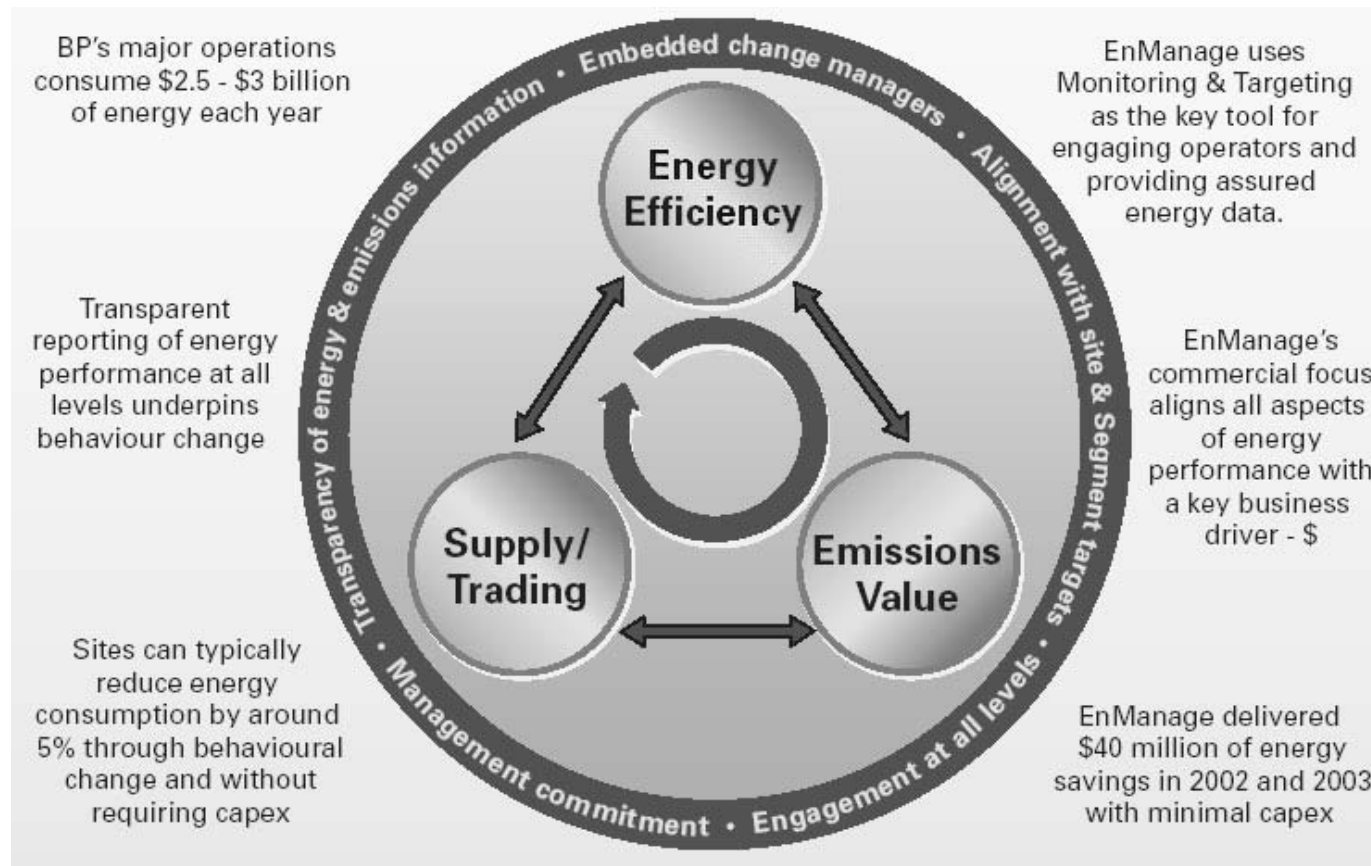 BP's major operations
consume $2.5 - $3 billion
of energy each year
Transparent
reporting of energy
performance at all
levels underpins
behaviour change
Sites can typically
reduce energy
consumption by around
5% through behavioural
change and without
requiring capex
Transparency of energy & emissions information • Embedded change managers • Alignment with site & Segment targets • Engagement at all levels • Management commitment •
Energy
Efficiency
Supply/
Trading
Emissions
Value
EnManage uses
Monitoring & Targeting
as the key tool for
engaging operators and
providing assured
energy data.
EnManage's
commercial focus
aligns all aspects
of energy
performance with
a key business
driver - $
EnManage delivered
$40 million of energy
savings in 2002 and 2003
with minimal capex